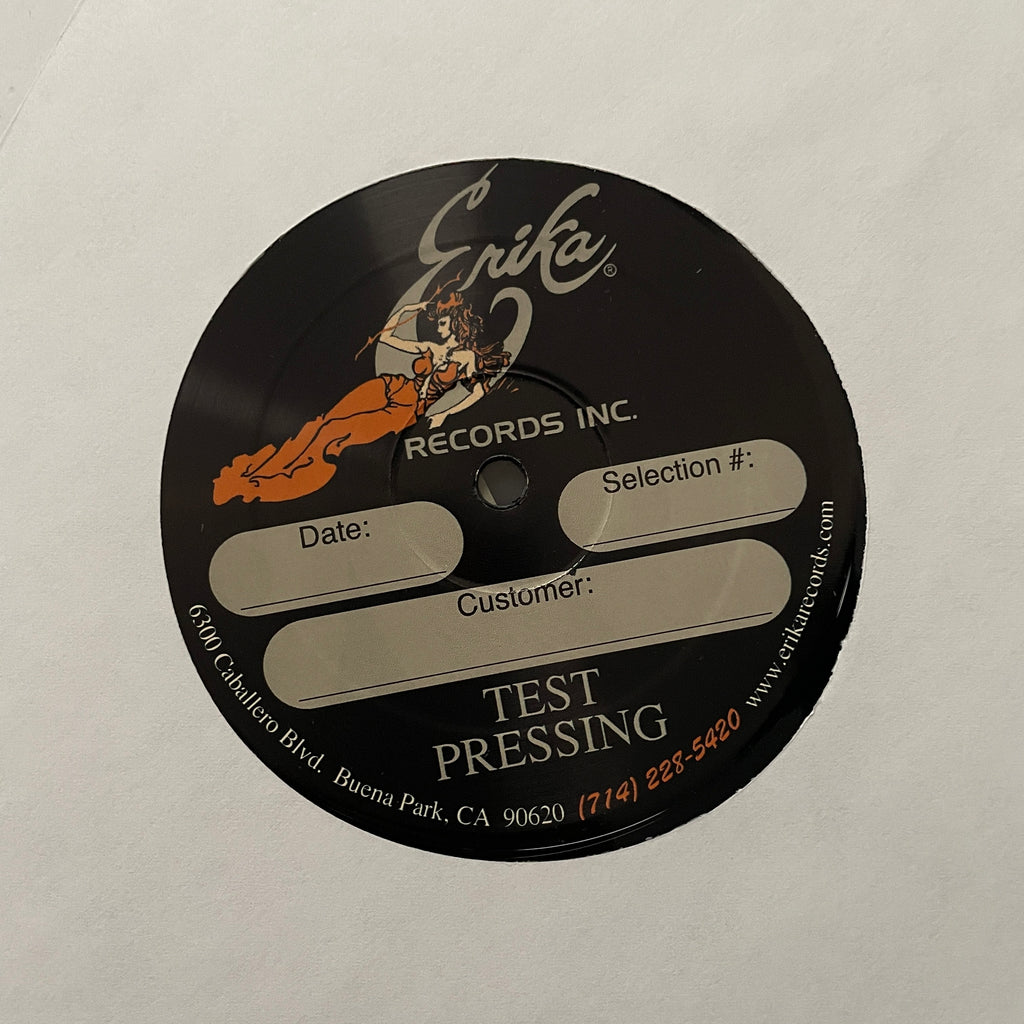 Erika®
RECORDS INC.
Selection #:
Date:
Customer:
TEST
PRESSING
6300 Caballero Blvd. Buena Park, CA 90620 (714) 228-5420 www.erikarecords.com